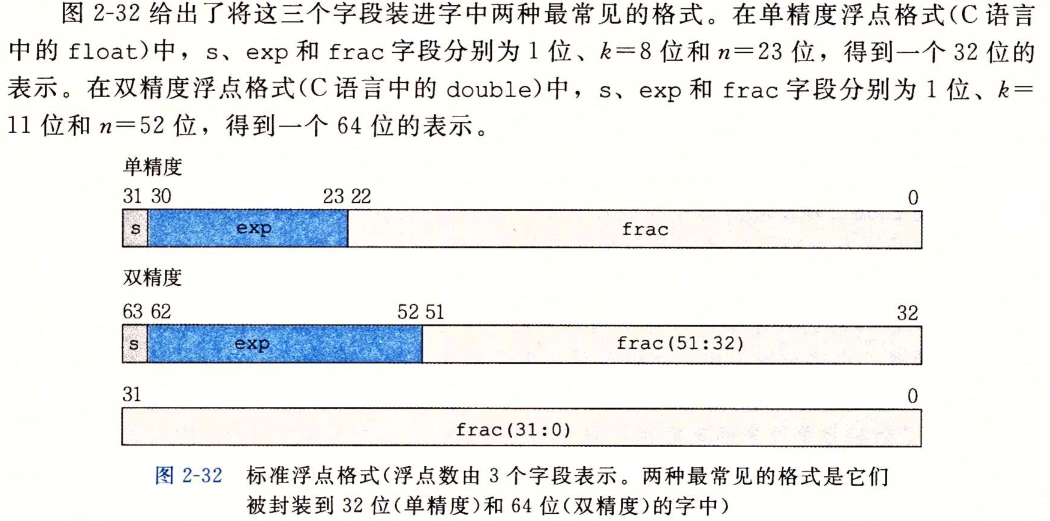 图 2-32 给出了将这三个字段装进字中两种最常见的格式。在单精度浮点格式(C 语言
中的 float)中，s、exp 和 frac 字段分别为 1 位、k=8 位和 n=23 位，得到一个 32 位的
表示。在双精度浮点格式(C 语言中的 double)中，s、exp 和 frac 字段分别为 1 位、k=
11 位和 n=52 位，得到一个 64 位的表示。
单精度
31 30 23 22 0
s exp frac
双精度
63 62 52 51 32
s exp frac(51:32)
31 0
frac(31:0)
图 2-32 标准浮点格式(浮点数由 3 个字段表示。两种最常见的格式是它们
被封装到 32 位(单精度)和 64 位(双精度)的字中)